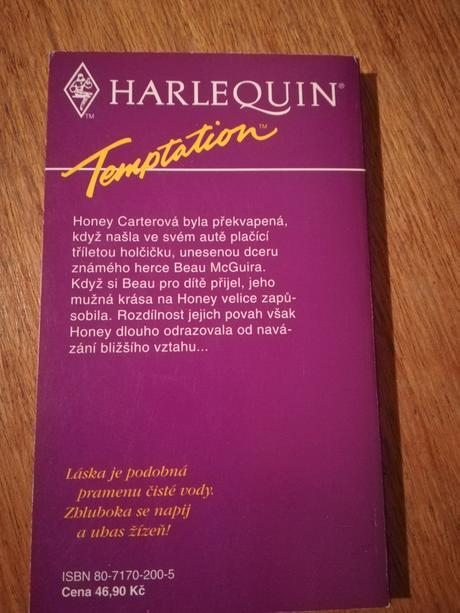 HARLEQUIN®
TM
Temptation™
Honey Carterová byla překvapená,
když našla ve svém autě plačící
tříletou holčičku, unesenou dceru
známého herce Beau McGuira.
Když si Beau pro dítě přijel, jeho
mužná krása na Honey velice zapů-
sobila. Rozdílnost jejich povah však
Honey dlouho odrazovala od navá-
zání bližšího vztahu...
Láska je podobná
pramenu čisté vody.
Zhluboka se napij
a uhas žízeň!
ISBN 80-7170-200-5
Cena 46,90 Kč